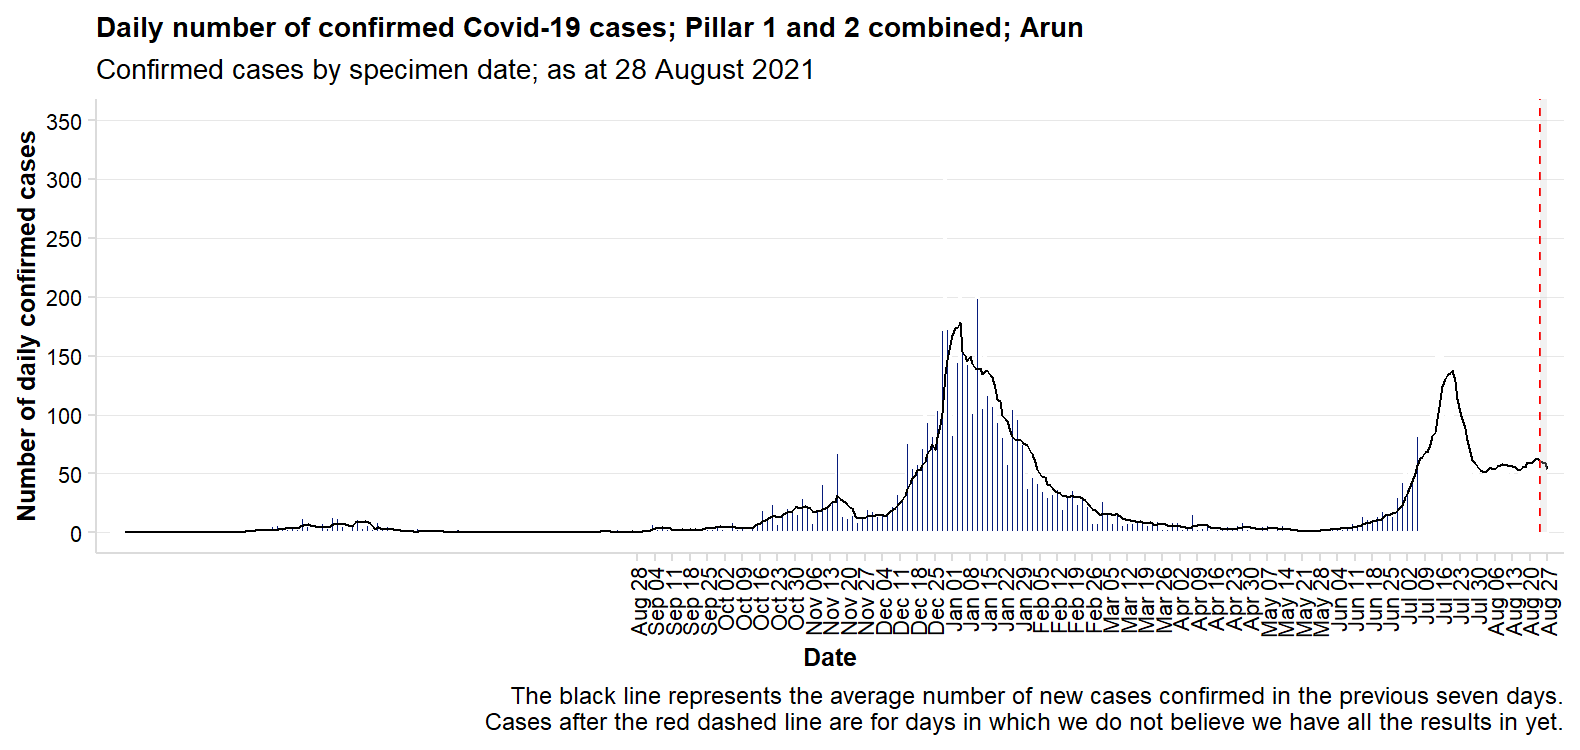 Daily number of confirmed Covid-19 cases; Pillar 1 and 2 combined; Arun
Confirmed cases by specimen date; as at 28 August 2021
Number of daily confirmed cases
350
300
250
200
150
100
50
0
Aug 28
Sep 04
Sep 11
Sep 18
Sep 25
Oct 02
Oct 09
Oct 16
Oct 23
Oct 30
Nov 06
Nov 13
Nov 20
Nov 27
Dec 04
Dec 11
Dec 18
Dec 25
Jan 01
Jan 08
Jan 15
Jan 22
Jan 29
Feb 05
Feb 12
Feb 19
Feb 26
Mar 05
Mar 12
Mar 19
Mar 26
Apr 02
Apr 09
Apr 16
Apr 23
Apr 30
May 07
May 14
May 21
May 28
Jun 04
Jun 11
Jun 18
Jun 25
Jul 02
Jul 09
Jul 16
Jul 23
Jul 30
Aug 06
Aug 13
Aug 20
Aug 27
Date
The black line represents the average number of new cases confirmed in the previous seven days.
Cases after the red dashed line are for days in which we do not believe we have all the results in yet.